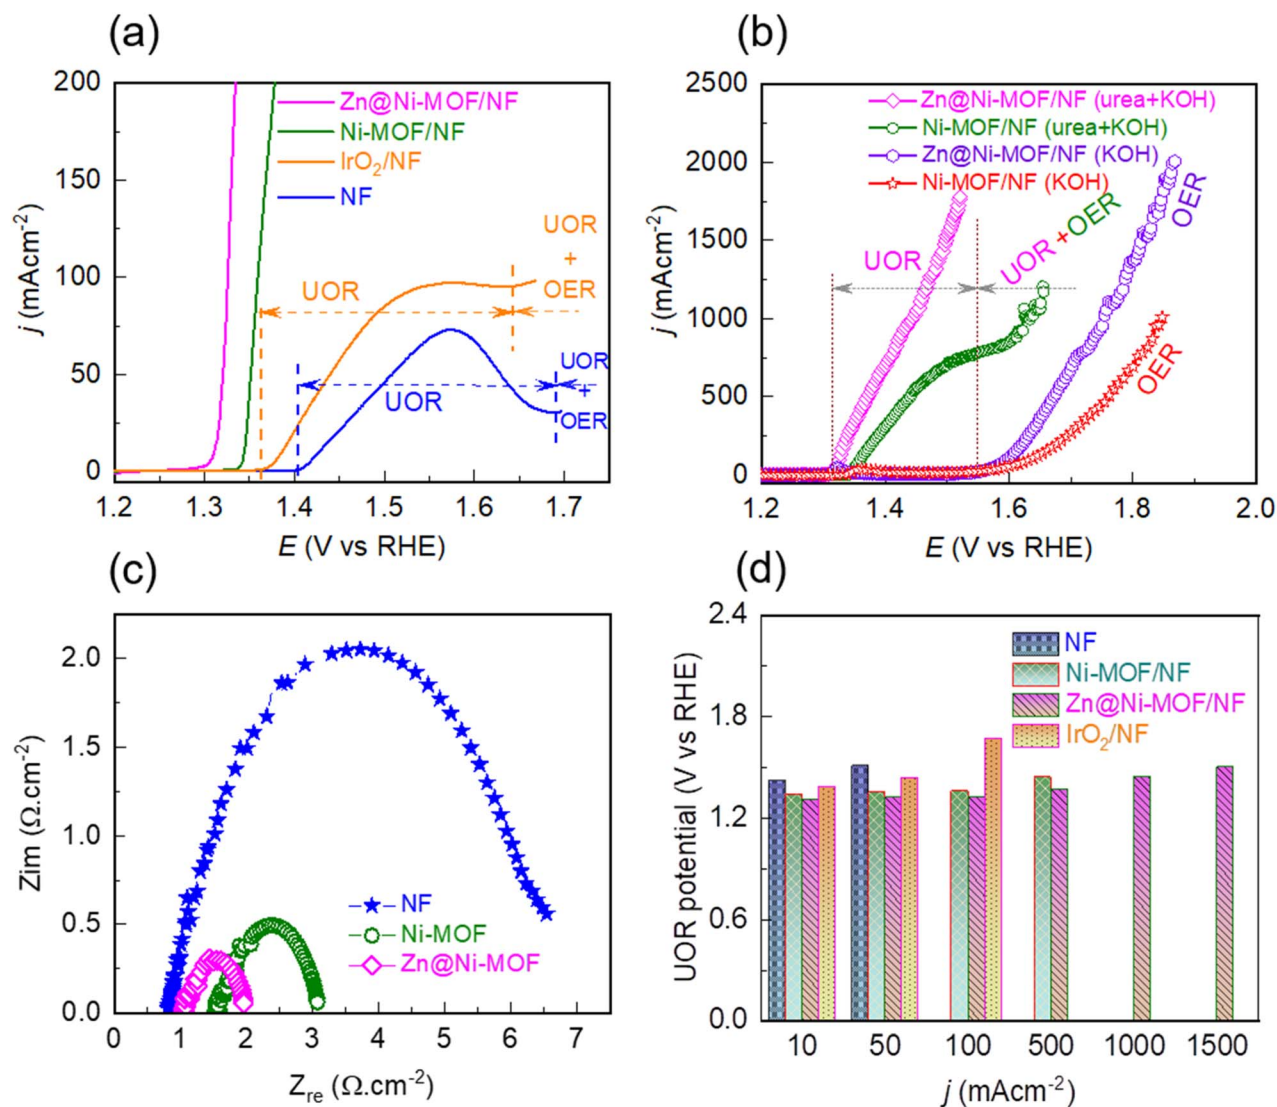 (a)
200
150
100
50
0
j (mAcm⁻²)
Zn@Ni-MOF/NF
Ni-MOF/NF
IrO₂/NF
NF
UOR
+
OER
UOR
UOR
UOR
+
OER
1.2 1.3 1.4 1.5 1.6 1.7
E (V vs RHE)
(b)
2500
2000
1500
1000
500
0
j (mAcm⁻²)
Zn@Ni-MOF/NF (urea+KOH)
Ni-MOF/NF (urea+KOH)
Zn@Ni-MOF/NF (KOH)
Ni-MOF/NF (KOH)
UOR
UOR +OER
OER
OER
1.2 1.4 1.6 1.8 2.0
E (V vs RHE)
(c)
2.0
1.5
1.0
0.5
0.0
Zim (Ω.cm⁻²)
NF
Ni-MOF
Zn@Ni-MOF
0 1 2 3 4 5 6 7
Zre (Ω.cm⁻²)
(d)
2.4
1.8
1.2
0.6
0.0
UOR potential (V vs RHE)
NF
Ni-MOF/NF
Zn@Ni-MOF/NF
IrO₂/NF
10 50 100 500 1000 1500
j (mAcm⁻²)